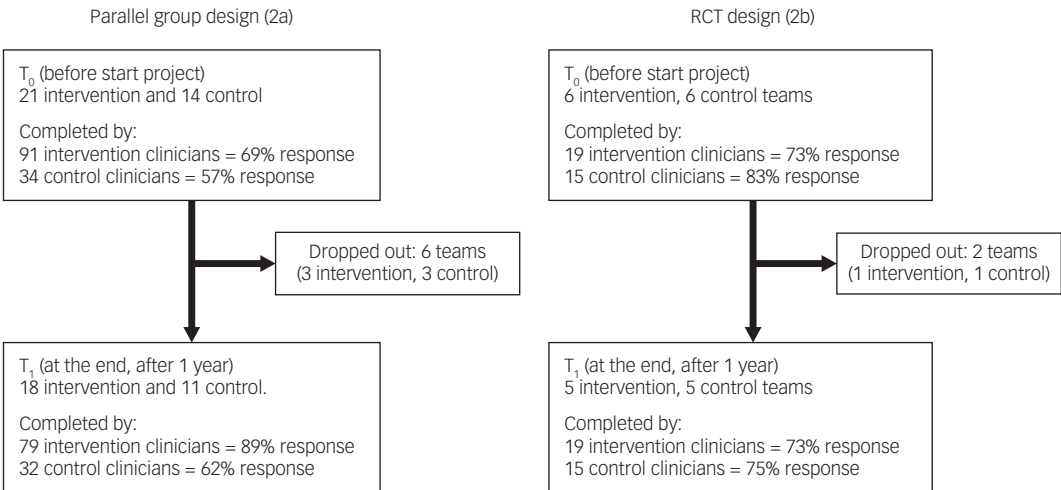 Parallel group design (2a)
T0 (before start project)
21 intervention and 14 control
Completed by:
91 intervention clinicians = 69% response
34 control clinicians = 57% response
Dropped out: 6 teams
(3 intervention, 3 control)
T1 (at the end, after 1 year)
18 intervention and 11 control.
Completed by:
79 intervention clinicians = 89% response
32 control clinicians = 62% response
RCT design (2b)
T0 (before start project)
6 intervention, 6 control teams
Completed by:
19 intervention clinicians = 73% response
15 control clinicians = 83% response
Dropped out: 2 teams
(1 intervention, 1 control)
T1 (at the end, after 1 year)
5 intervention, 5 control teams
Completed by:
19 intervention clinicians = 73% response
15 control clinicians = 75% response